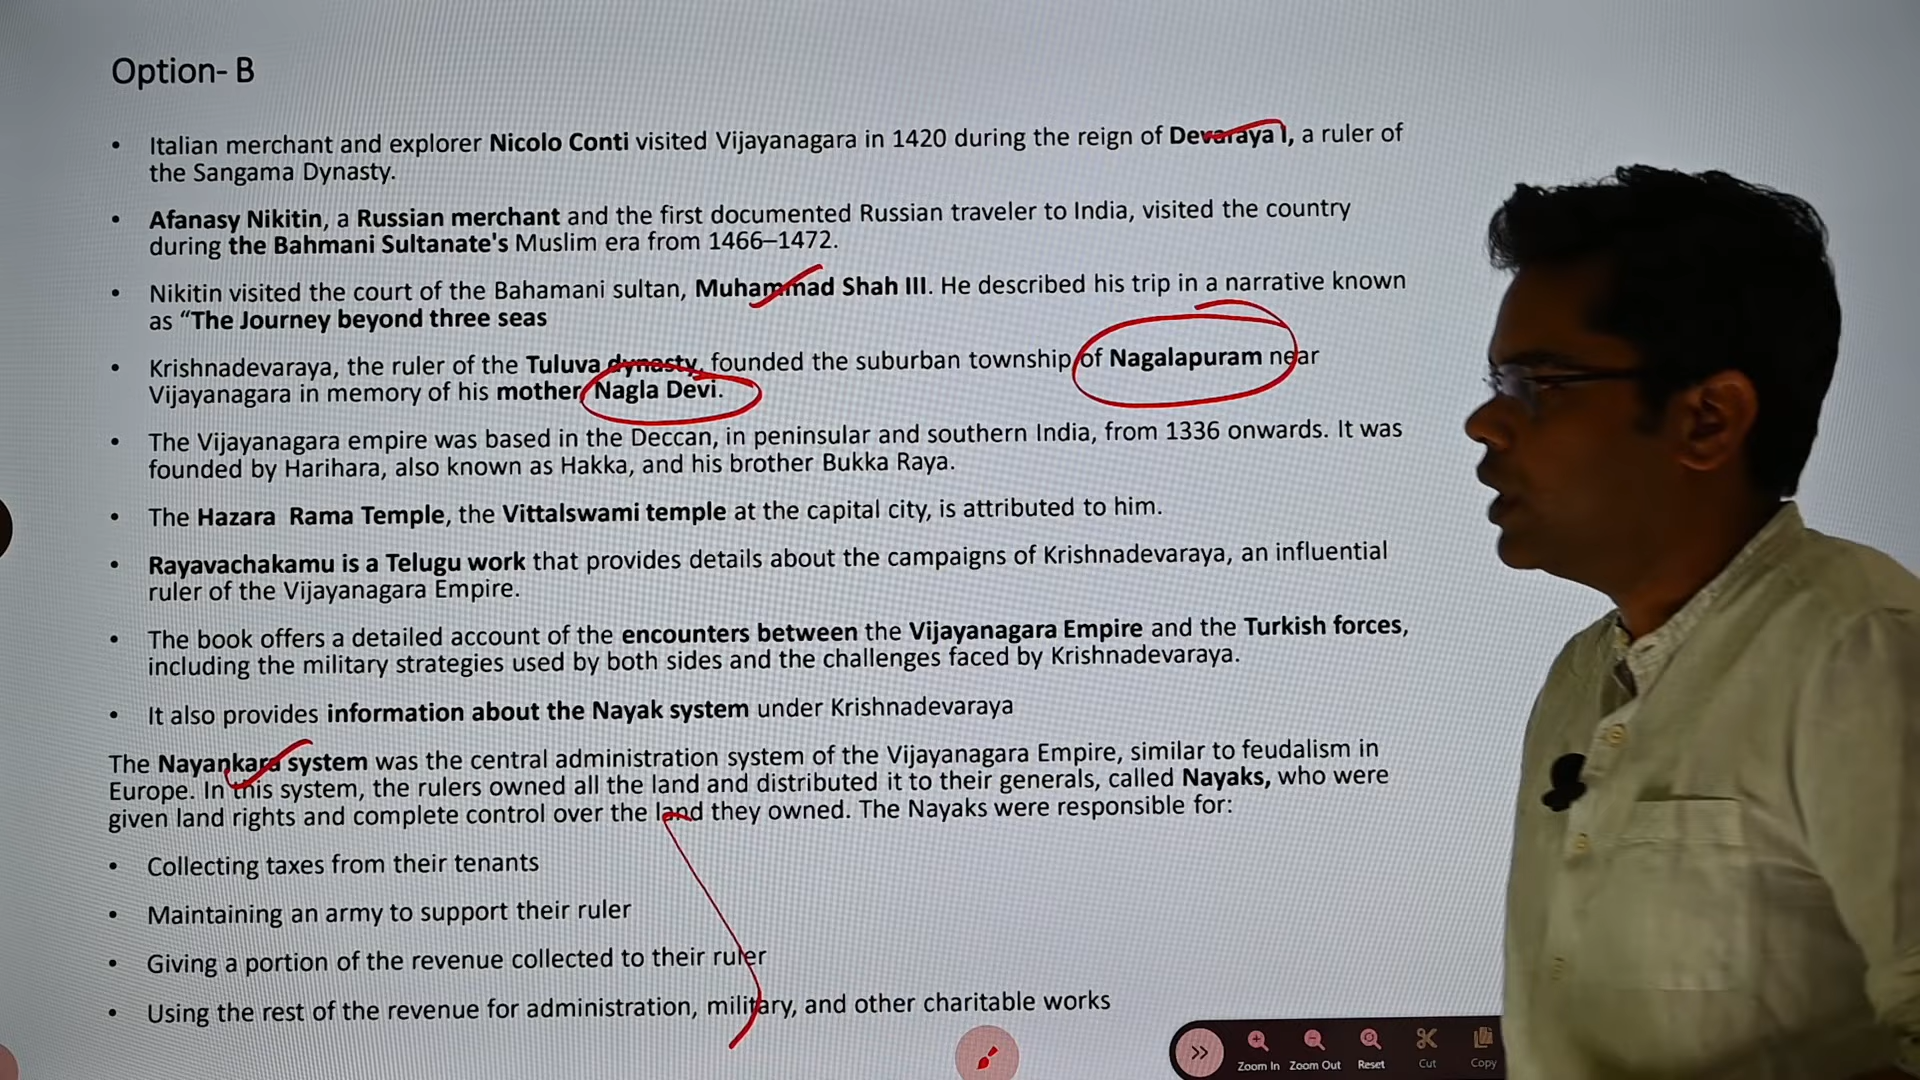 Option- B
• Italian merchant and explorer Nicolo Conti visited Vijayanagara in 1420 during the reign of Devaraya I, a ruler of
the Sangama Dynasty.
• Afanasy Nikitin, a Russian merchant and the first documented Russian traveler to India, visited the country
during the Bahmani Sultanate's Muslim era from 1466–1472.
• Nikitin visited the court of the Bahamani sultan, Muhammad Shah III. He described his trip in a narrative known
as “The Journey beyond three seas
• Krishnadevaraya, the ruler of the Tuluva dynasty, founded the suburban township of Nagalapuram near
Vijayanagara in memory of his mother Nagla Devi.
• The Vijayanagara empire was based in the Deccan, in peninsular and southern India, from 1336 onwards. It was
founded by Harihara, also known as Hakka, and his brother Bukka Raya.
• The Hazara Rama Temple, the Vittalswami temple at the capital city, is attributed to him.
• Rayavachakamu is a Telugu work that provides details about the campaigns of Krishnadevaraya, an influential
ruler of the Vijayanagara Empire.
• The book offers a detailed account of the encounters between the Vijayanagara Empire and the Turkish forces,
including the military strategies used by both sides and the challenges faced by Krishnadevaraya.
• It also provides information about the Nayak system under Krishnadevaraya
The Nayankara system was the central administration system of the Vijayanagara Empire, similar to feudalism in
Europe. In this system, the rulers owned all the land and distributed it to their generals, called Nayaks, who were
given land rights and complete control over the land they owned. The Nayaks were responsible for:
• Collecting taxes from their tenants
• Maintaining an army to support their ruler
• Giving a portion of the revenue collected to their ruler
• Using the rest of the revenue for administration, military, and other charitable works
Zoom In Zoom Out Reset Cut Copy